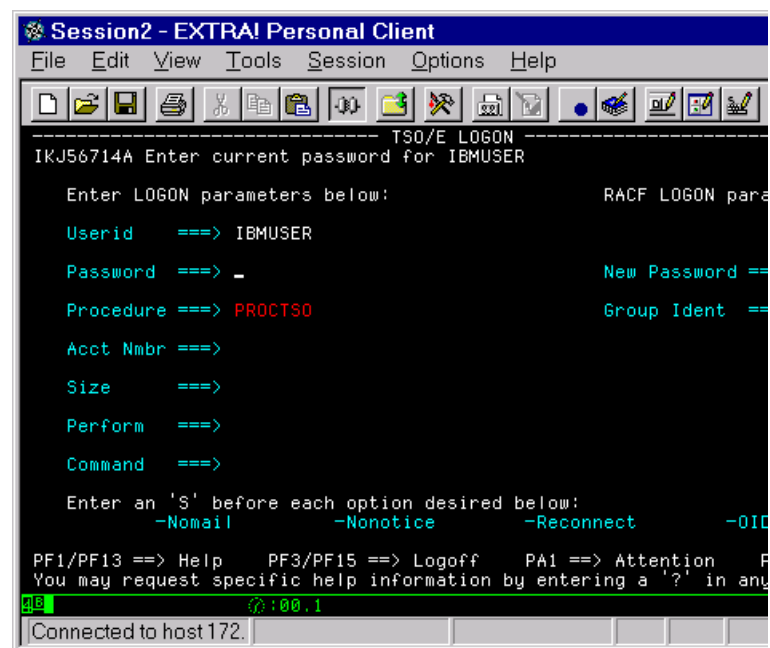 Session2 - EXTRA! Personal Client
File Edit View Tools Session Options Help
------------------------------- TSO/E LOGON ----------------------
IKJ56714A Enter current password for IBMUSER
Enter LOGON parameters below: RACF LOGON para
Userid ===> IBMUSER
Password ===> _ New Password ==
Procedure ===> PROCTSO Group Ident ==
Acct Nmbr ===>
Size ===>
Perform ===>
Command ===>
Enter an 'S' before each option desired below:
-Nomail -Nonotice -Reconnect -OID
PF1/PF13 ==> Help PF3/PF15 ==> Logoff PA1 ==> Attention P
You may request specific help information by entering a '?' in any
4B :00.1
Connected to host 172.